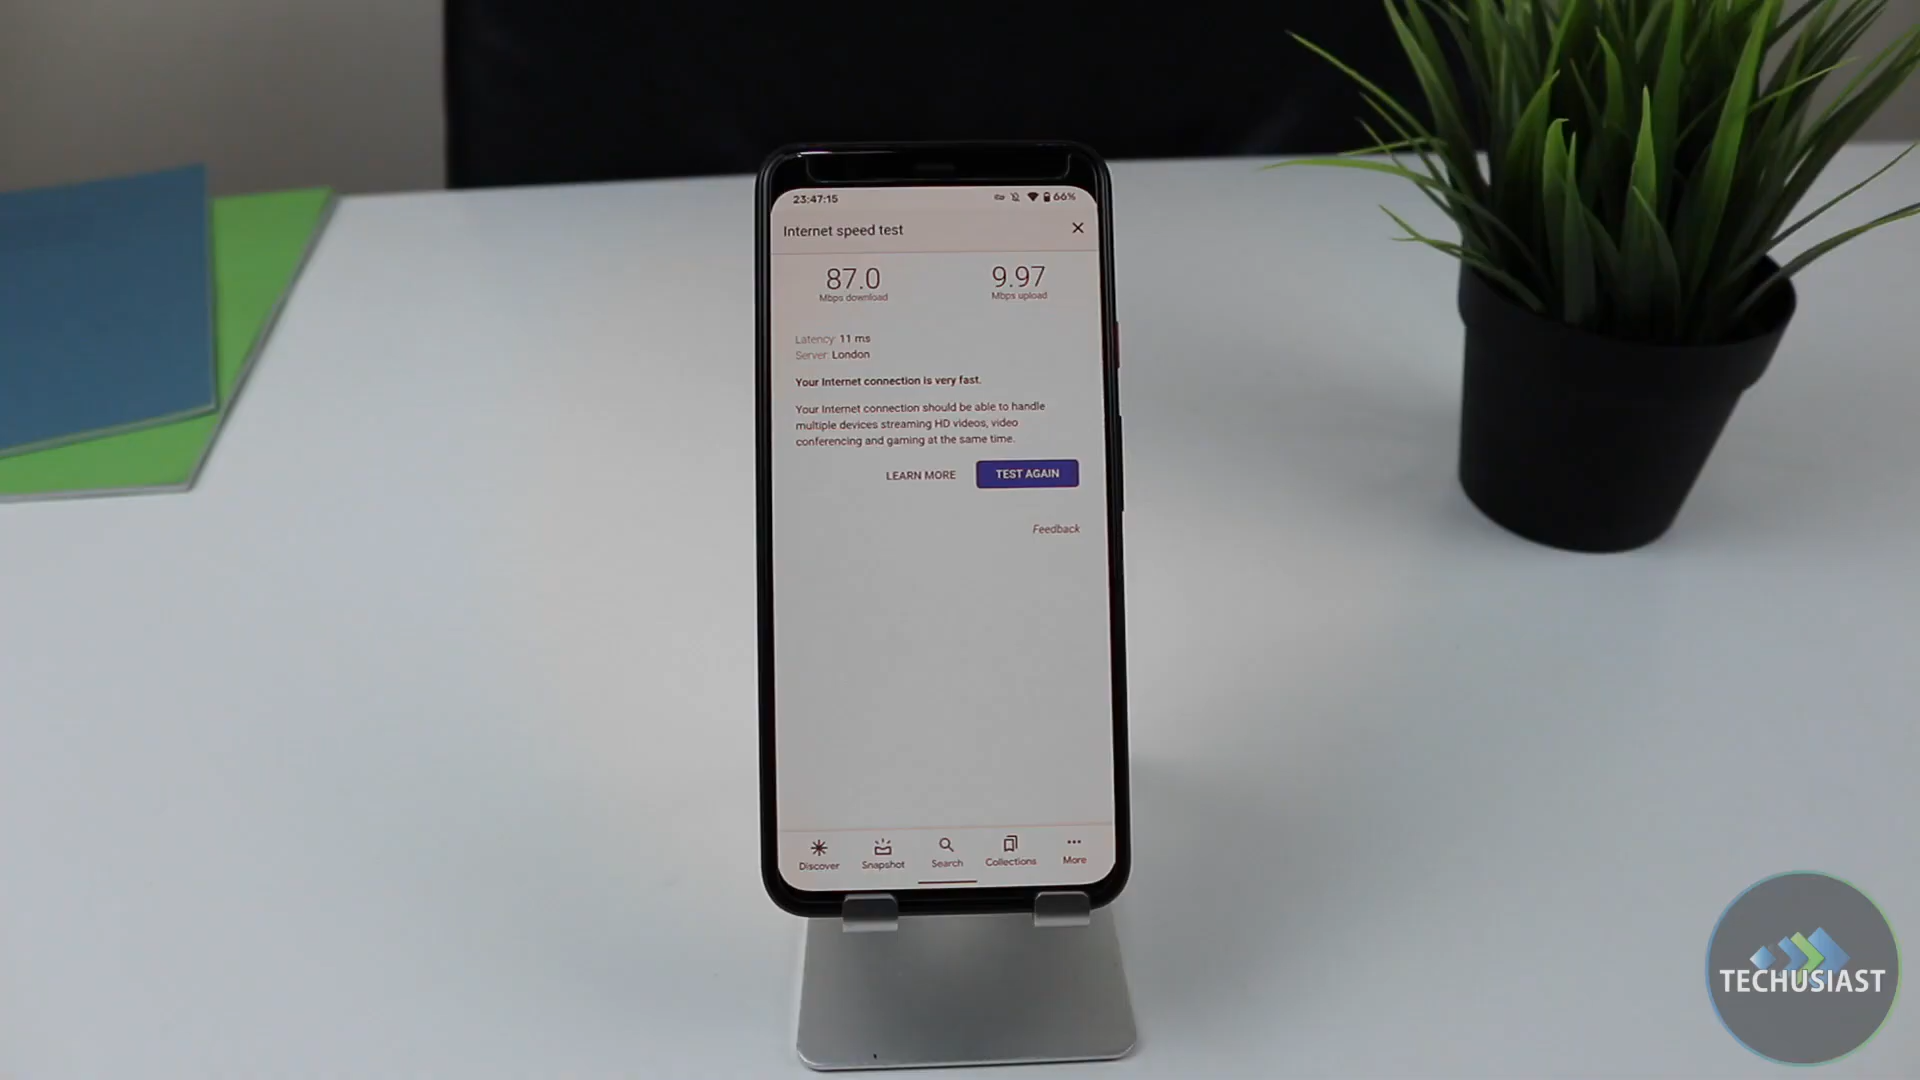 23:47:15
66%
Internet speed test
87.0
Mbps download
9.97
Mbps upload
Latency: 11 ms
Server: London
Your Internet connection is very fast.
Your Internet connection should be able to handle
multiple devices streaming HD videos, video
conferencing and gaming at the same time.
LEARN MORE
TEST AGAIN
Feedback
Discover
Snapshot
Search
Collections
More
TECHUSIAST